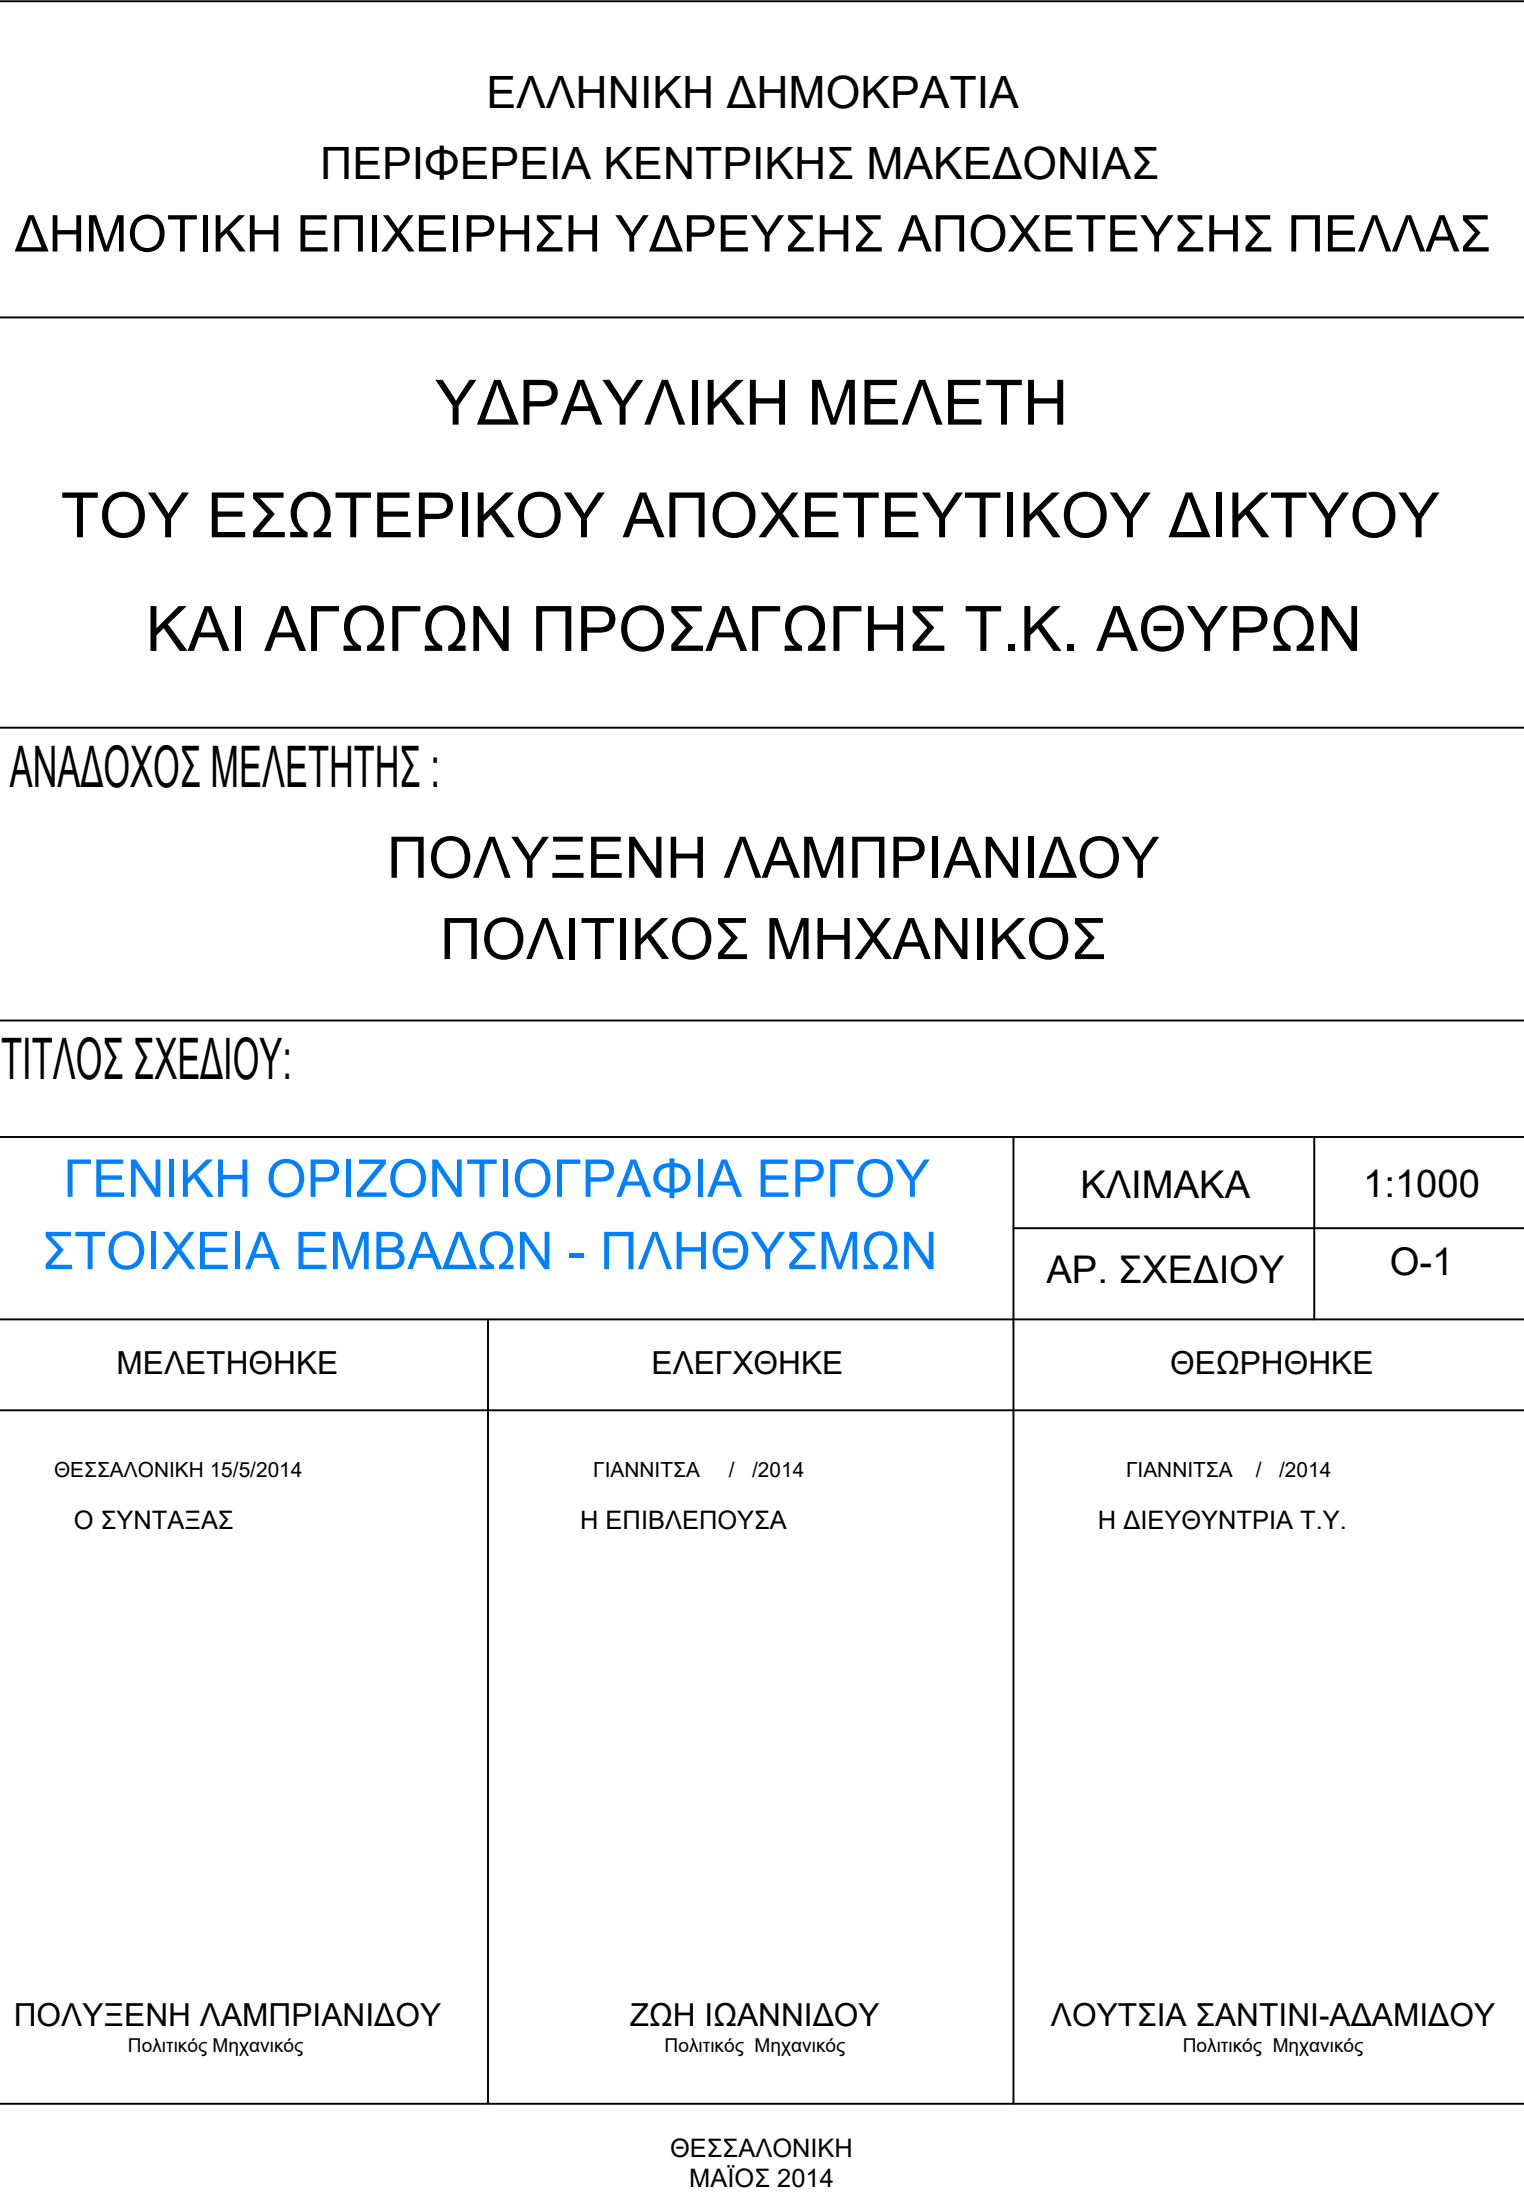 ΕΛΛΗΝΙΚΗ ΔΗΜΟΚΡΑΤΙΑ
ΠΕΡΙΦΕΡΕΙΑ ΚΕΝΤΡΙΚΗΣ ΜΑΚΕΔΟΝΙΑΣ
ΔΗΜΟΤΙΚΗ ΕΠΙΧΕΙΡΗΣΗ ΥΔΡΕΥΣΗΣ ΑΠΟΧΕΤΕΥΣΗΣ ΠΕΛΛΑΣ
ΥΔΡΑΥΛΙΚΗ ΜΕΛΕΤΗ
ΤΟΥ ΕΣΩΤΕΡΙΚΟΥ ΑΠΟΧΕΤΕΥΤΙΚΟΥ ΔΙΚΤΥΟΥ
ΚΑΙ ΑΓΩΓΩΝ ΠΡΟΣΑΓΩΓΗΣ Τ.Κ. ΑΘΥΡΩΝ
ΑΝΑΔΟΧΟΣ ΜΕΛΕΤΗΤΗΣ :
ΠΟΛΥΞΕΝΗ ΛΑΜΠΡΙΑΝΙΔΟΥ
ΠΟΛΙΤΙΚΟΣ ΜΗΧΑΝΙΚΟΣ
ΤΙΤΛΟΣ ΣΧΕΔΙΟΥ:
ΓΕΝΙΚΗ ΟΡΙΖΟΝΤΙΟΓΡΑΦΙΑ ΕΡΓΟΥ
ΣΤΟΙΧΕΙΑ ΕΜΒΑΔΩΝ - ΠΛΗΘΥΣΜΩΝ
ΚΛΙΜΑΚΑ 1:1000
ΑΡ. ΣΧΕΔΙΟΥ Ο-1
ΜΕΛΕΤΗΘΗΚΕ ΕΛΕΓΧΘΗΚΕ ΘΕΩΡΗΘΗΚΕ
ΘΕΣΣΑΛΟΝΙΚΗ 15/5/2014 ΓΙΑΝΝΙΤΣΑ / /2014 ΓΙΑΝΝΙΤΣΑ / /2014
Ο ΣΥΝΤΑΞΑΣ Η ΕΠΙΒΛΕΠΟΥΣΑ Η ΔΙΕΥΘΥΝΤΡΙΑ Τ.Υ.
ΠΟΛΥΞΕΝΗ ΛΑΜΠΡΙΑΝΙΔΟΥ ΖΩΗ ΙΩΑΝΝΙΔΟΥ ΛΟΥΤΣΙΑ ΣΑΝΤΙΝΙ-ΑΔΑΜΙΔΟΥ
Πολιτικός Μηχανικός Πολιτικός Μηχανικός Πολιτικός Μηχανικός
ΘΕΣΣΑΛΟΝΙΚΗ
ΜΑΪΟΣ 2014